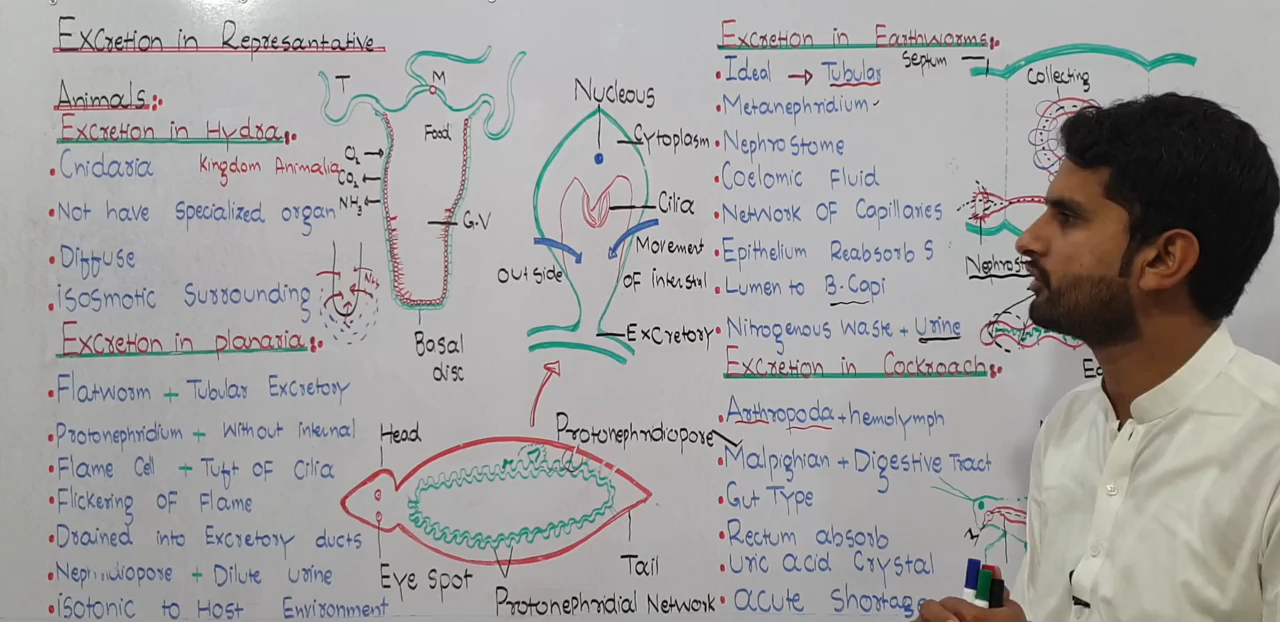 Excretion in Represantative
Animals:
Excretion in Hydra:
• Cnidaria Kingdom Animalia
• Not have specialized organ
• Diffuse
• isosmotic Surrounding
Excretion in planaria:
• Flatworm + Tubular Excretory
• Protonephridium + Without internal
• Flame Cell + Tuft of Cilia
• Flickering of Flame
• Drained into Excretory ducts
• Nephridiopore + Dilute urine
• isotonic to Host Environment
T
M
Food
O₂
CO₂
NH₃
G.V
Basal
disc
Nucleous
Cytoplasm
Cilia
Movement
of interstial
Outside
Excretory
Head
Protonephridiopore
Eye spot
Tail
Protonephridial Network
Excretion in Earthworms:
• Ideal → Tubular
• Metanephridium
• Nephrostome
• Coelomic Fluid
• Network of Capillaries
• Epithelium Reabsorb S
• Lumen to B.Capi
• Nitrogenous Waste + Urine
Excretion in Cockroach:
• Arthropoda + hemolymph
• Malpighian + Digestive Tract
• Gut Type
• Rectum absorb
• Uric acid Crystal
• acute shortage
Septum
Collecting
Nephrost